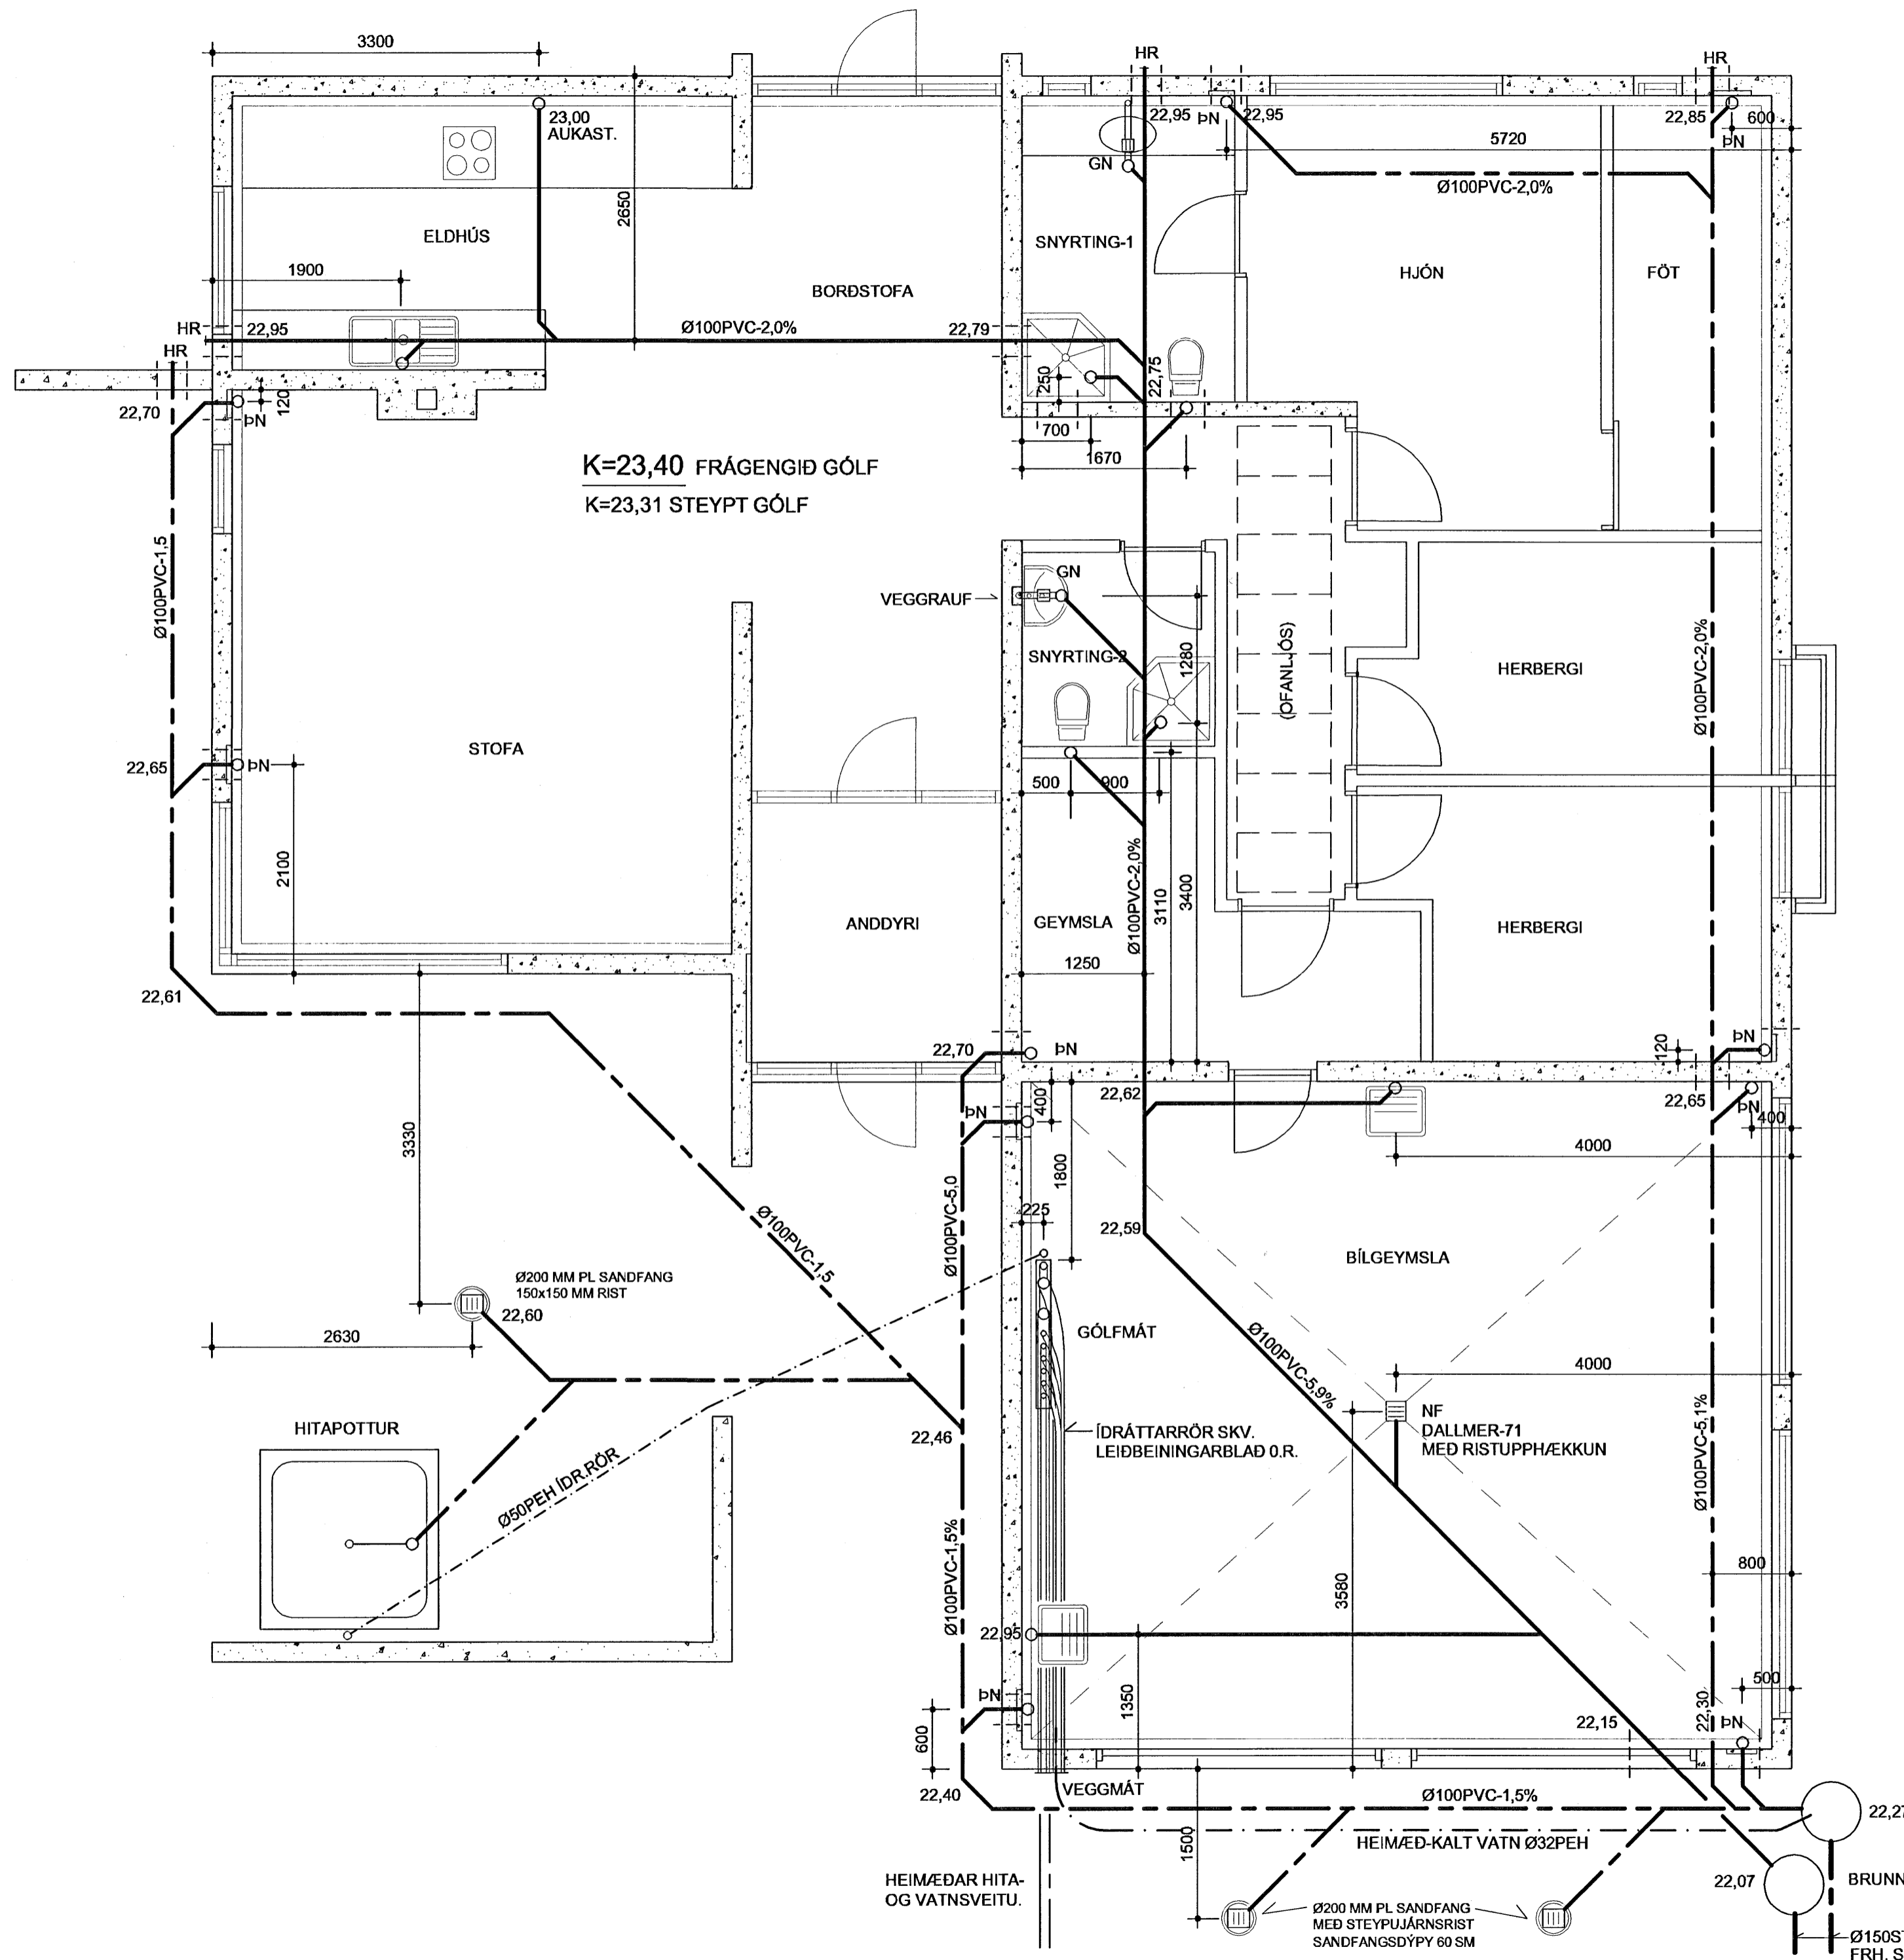 3300
HR
HR
23,00
AUKAST.
22,95
ÞN
22,95
22,85
600
ÞN
5720
GN
Ø100PVC-2,0%
2650
ELDHÚS
SNYRTING-1
1900
HJÓN
FÖT
BORÐSTOFA
HR
22,95
Ø100PVC-2,0%
22,79
HR
22,75
250
22,70
120
ÞN
700
1670
K=23,40 FRÁGENGIÐ GÓLF
K=23,31 STEYPT GÓLF
Ø100PVC-1,5
GN
VEGGRAUF
SNYRTING-2
1280
(OFANLJÓS)
HERBERGI
Ø100PVC-2,0%
STOFA
22,65
ÞN
500
900
2100
Ø100PVC-2,0%
3110
3400
ANDDYRI
GEYMSLA
HERBERGI
1250
22,61
22,70
ÞN
120
ÞN
22,62
22,65
ÞN
400
ÞN
400
3330
4000
1800
Ø100PVC-5,0
225
22,59
Ø100PVC-1,5
BÍLGEYMSLA
Ø200 MM PL SANDFANG
150x150 MM RIST
22,60
2630
GÓLFMÁT
Ø100PVC-5,9%
4000
HITAPOTTUR
22,46
ÍDRÁTTARRÖR SKV.
LEIÐBEININGARBLAÐ O.R.
NF
DALLMER-71
MEÐ RISTUPPHÆKKUN
Ø100PVC-5,1%
Ø50PEH ÍDR.RÖR
Ø100PVC-1,5%
3580
800
22,95
1350
ÞN
500
600
22,15
22,30
ÞN
22,40
VEGGMÁT
Ø100PVC-1,5%
22,27
1500
HEIMÆÐ-KALT VATN Ø32PEH
HEIMÆÐAR HITA-
OG VATNSVEITU.
22,07
BRUNN
Ø200 MM PL SANDFANG
MEÐ STEYPUJÁRNSRIST
SANDFANGSDÝPY 60 SM
Ø150ST
FRH. S